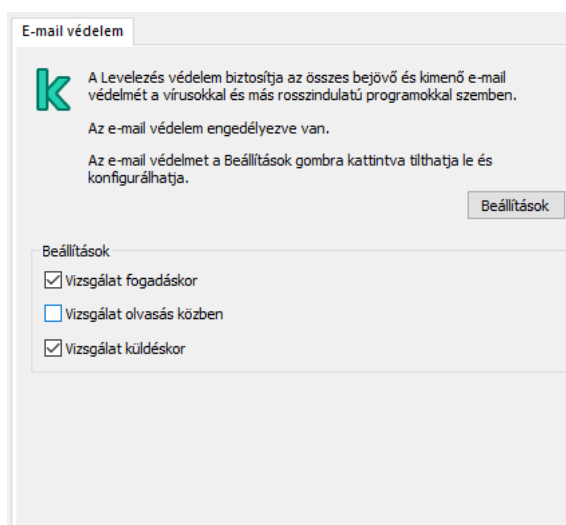 E-mail védelem
A Levelezés védelem biztosítja az összes bejövő és kimenő e-mail
védelmét a vírusokkal és más rosszindulatú programokkal szemben.
Az e-mail védelem engedélyezve van.
Az e-mail védelmet a Beállítások gombra kattintva tilthatja le és
konfigurálhatja.
Beállítások
Beállítások
Vizsgálat fogadáskor
Vizsgálat olvasás közben
Vizsgálat küldéskor